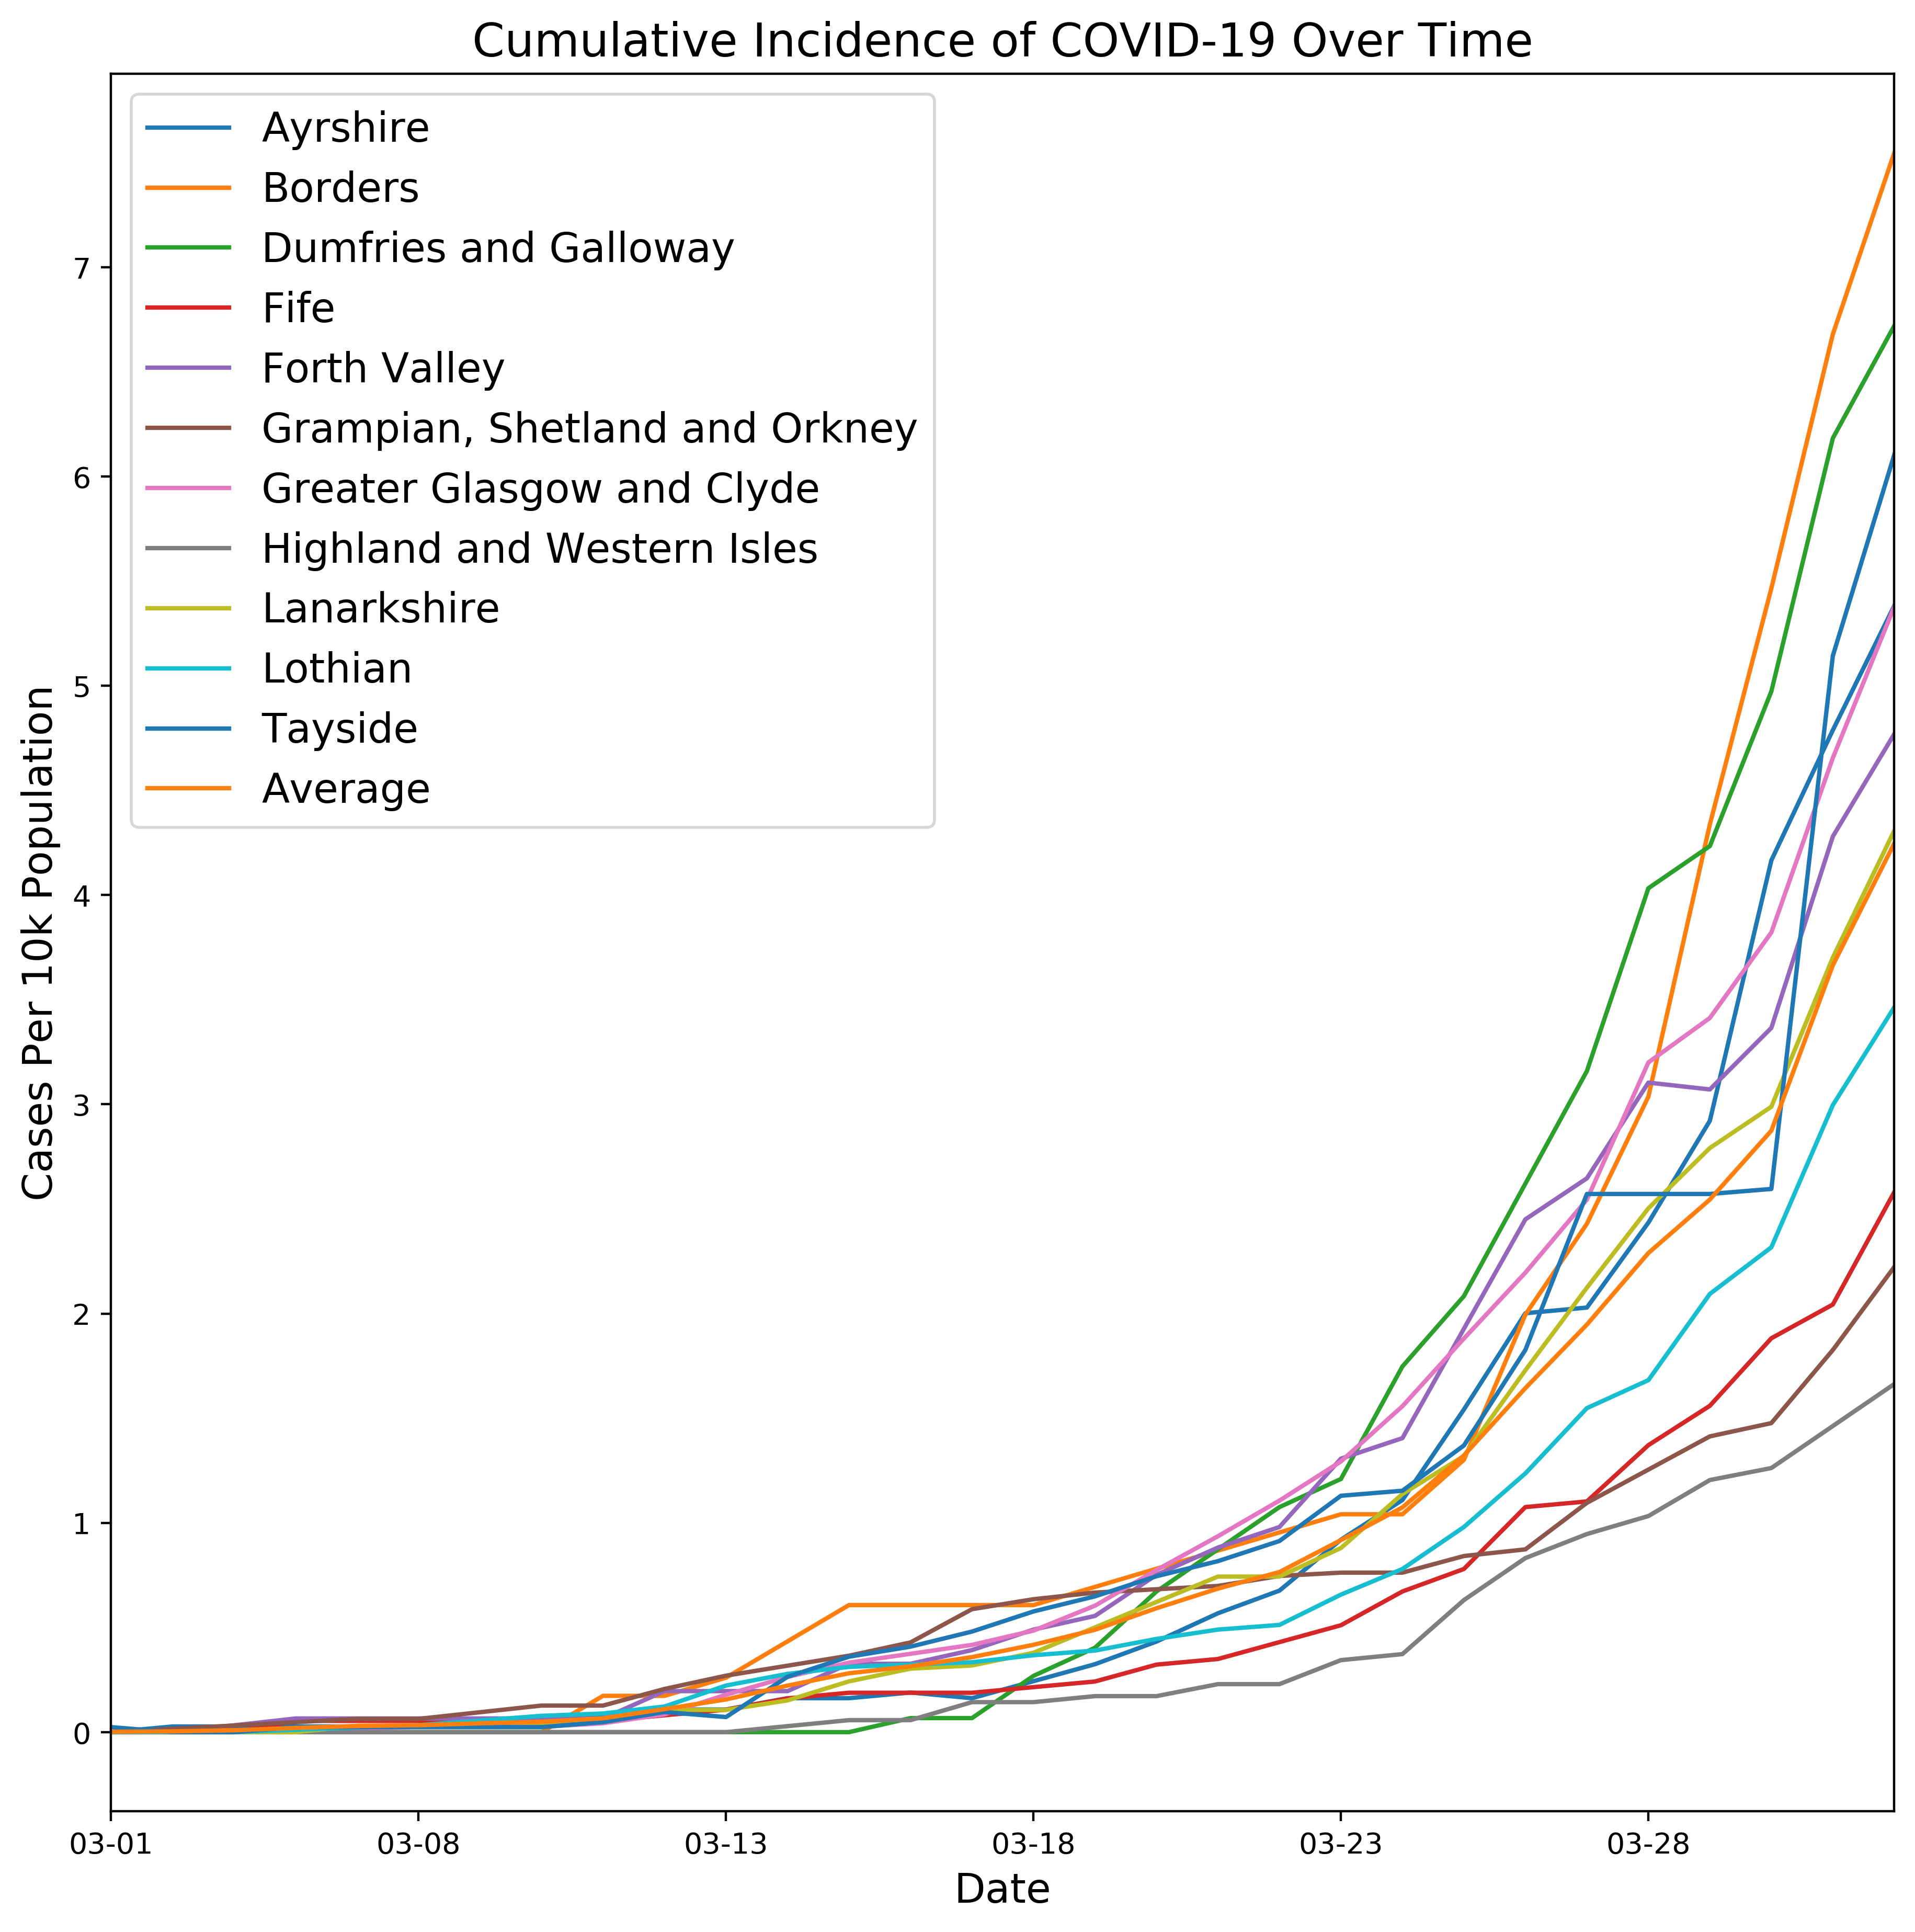 Cumulative Incidence of COVID-19 Over Time
Ayrshire
Borders
Dumfries and Galloway
Fife
Forth Valley
Grampian, Shetland and Orkney
Greater Glasgow and Clyde
Highland and Western Isles
Lanarkshire
Lothian
Tayside
Average
Cases Per 10k Population
7
6
5
4
3
2
1
0
03-01 03-08 03-13 03-18 03-23 03-28
Date